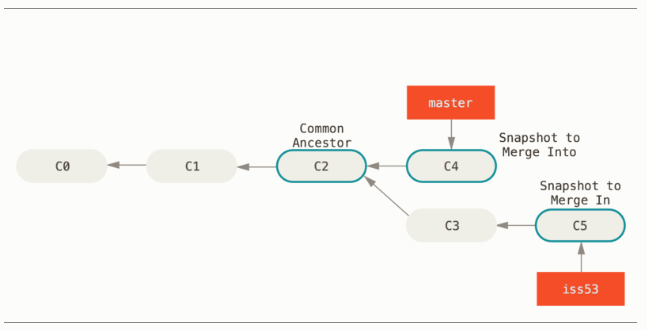 master
Common
Ancestor
Snapshot to
Merge Into
C0
C1
C2
C4
Snapshot to
Merge In
C3
C5
iss53